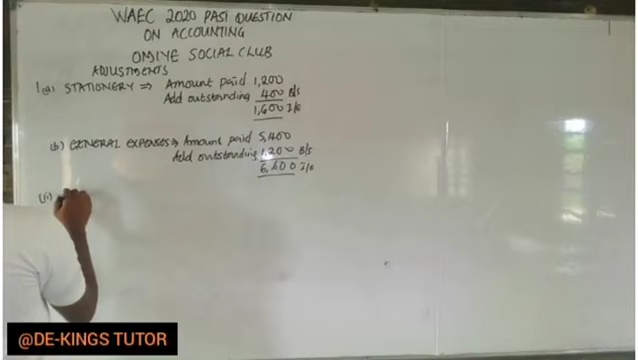 WAEC 2020 PAST QUESTION
ON ACCOUNTING
OMIYE SOCIAL CLUB
ADJUSTMENTS
1(a) STATIONERY ⇒ Amount paid 1,200
Add outstanding 400 B/S
1,600 I/E
(b) GENERAL EXPENSES ⇒ Amount paid 5,400
Add outstanding 1,200 B/S
6,600 I/E
(i)
@DE-KINGS TUTOR